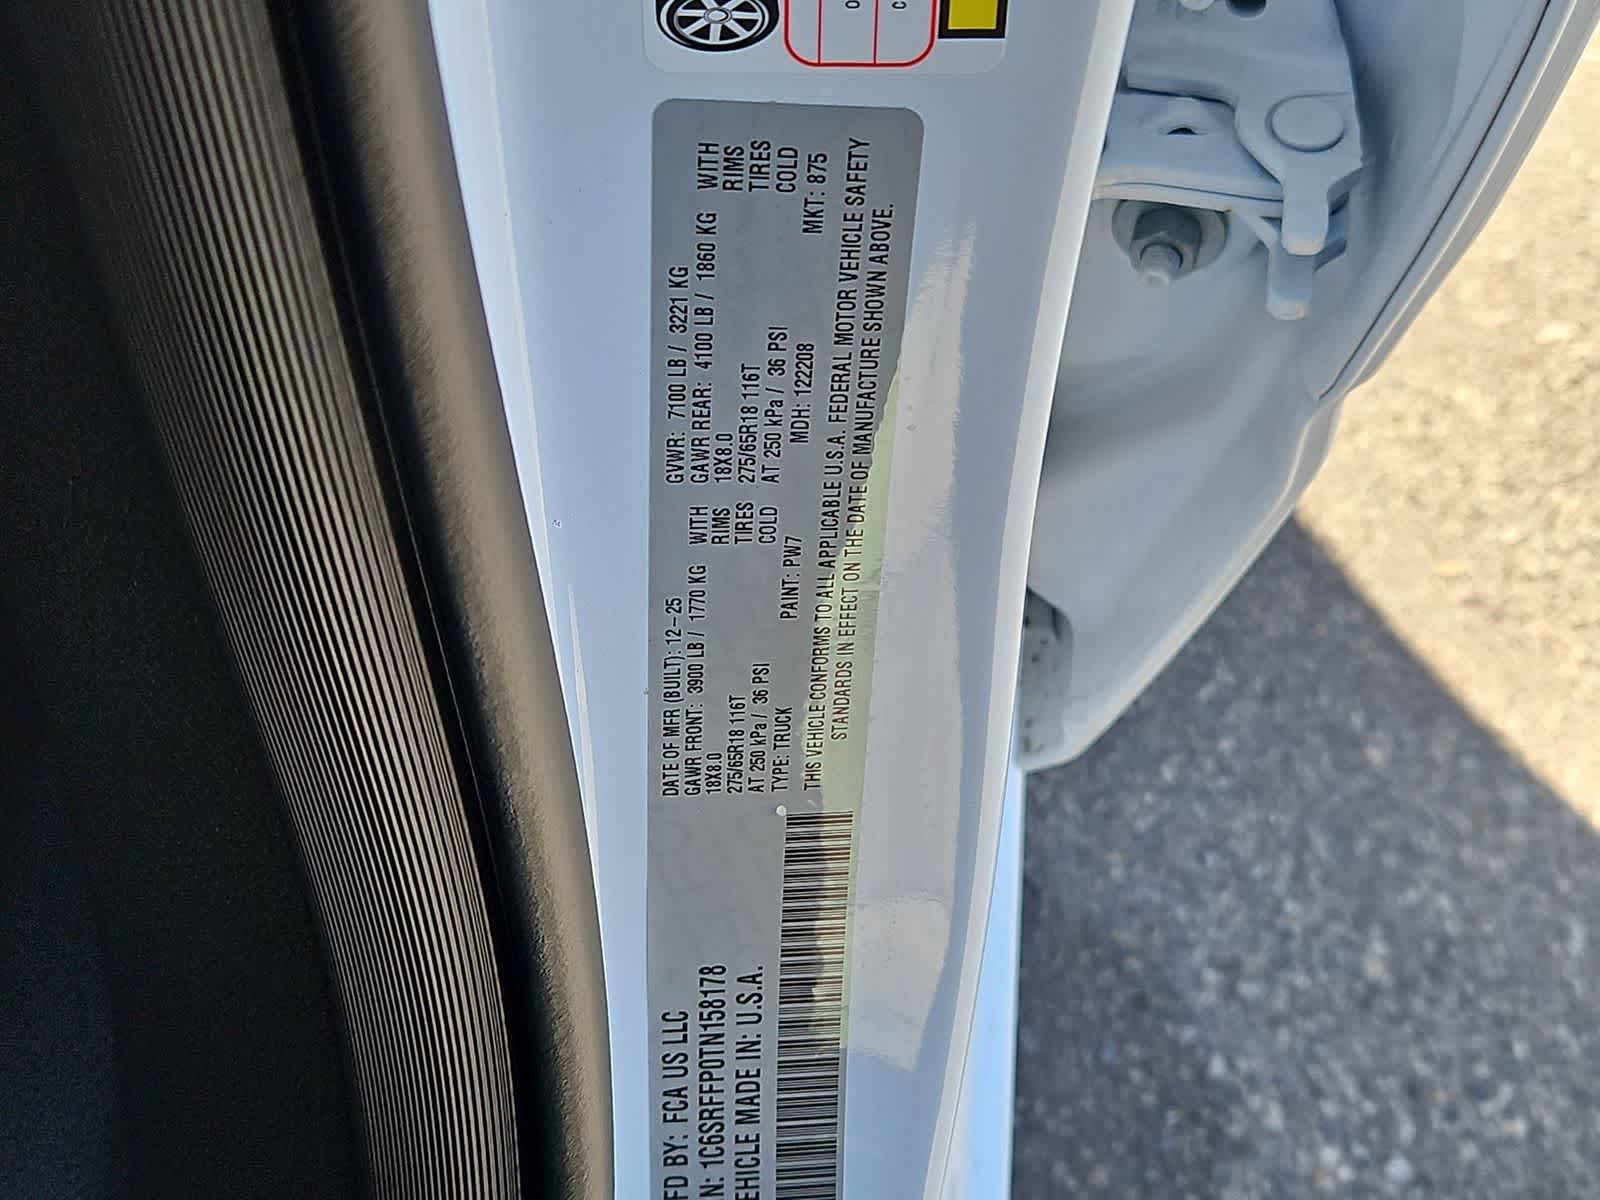 FD BY: FCA US LLC
N: 1C6SRFFP0TN158178
EHICLE MADE IN: U.S.A.
DATE OF MFR (BUILT): 12-25 GVWR: 7100 LB / 3221 KG
GAWR FRONT: 3900 LB / 1770 KG WITH GAWR REAR: 4100 LB / 1860 KG WITH
18X8.0 RIMS 18X8.0 RIMS
275/65R18 116T TIRES 275/65R18 116T TIRES
AT 250 kPa / 36 PSI COLD AT 250 kPa / 36 PSI COLD
TYPE: TRUCK PAINT: PW7 MDH: 122208 MKT: 875
THIS VEHICLE CONFORMS TO ALL APPLICABLE U.S.A. FEDERAL MOTOR VEHICLE SAFETY
STANDARDS IN EFFECT ON THE DATE OF MANUFACTURE SHOWN ABOVE.